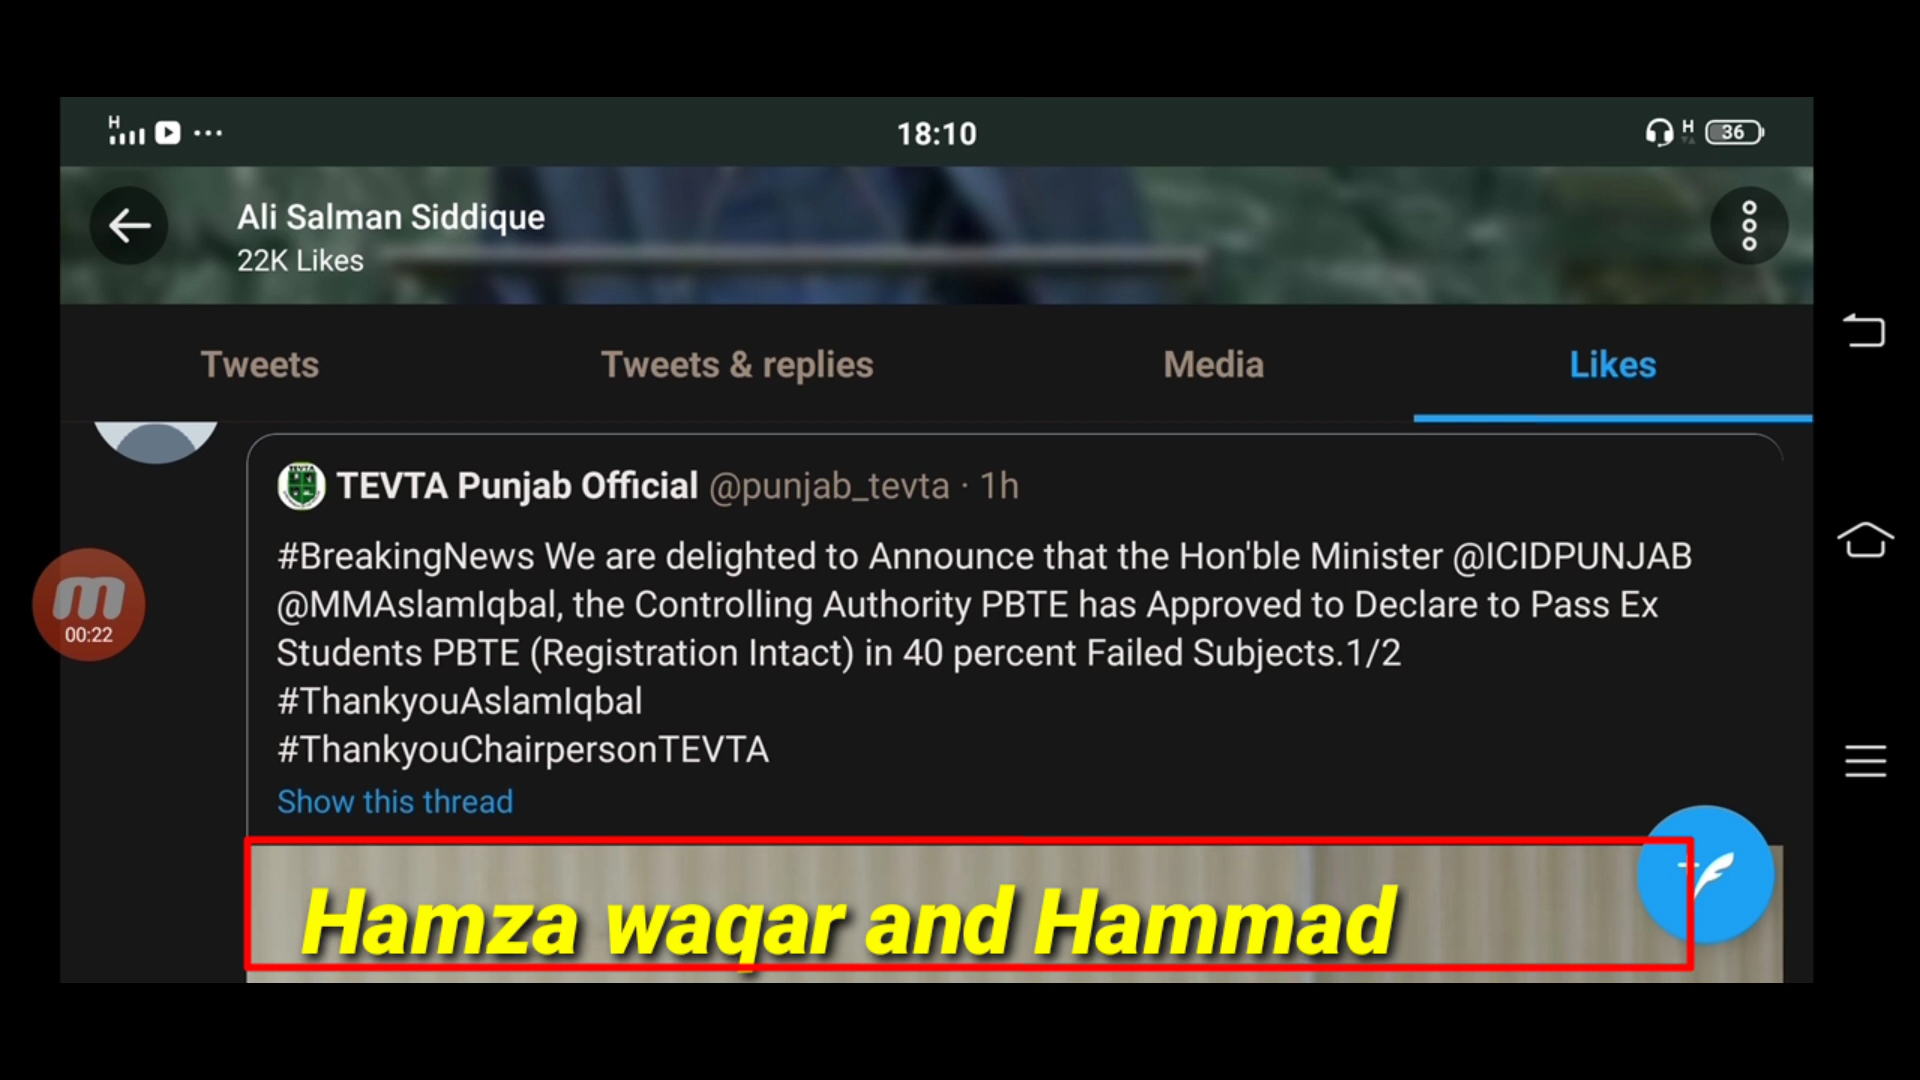 H
18:10
H
36
Ali Salman Siddique
22K Likes
Tweets
Tweets & replies
Media
Likes
TEVTA Punjab Official @punjab_tevta · 1h
#BreakingNews We are delighted to Announce that the Hon'ble Minister @ICIDPUNJAB
@MMAslamIqbal, the Controlling Authority PBTE has Approved to Declare to Pass Ex
Students PBTE (Registration Intact) in 40 percent Failed Subjects.1/2
#ThankyouAslamIqbal
#ThankyouChairpersonTEVTA
Show this thread
m
00:22
Hamza waqar and Hammad